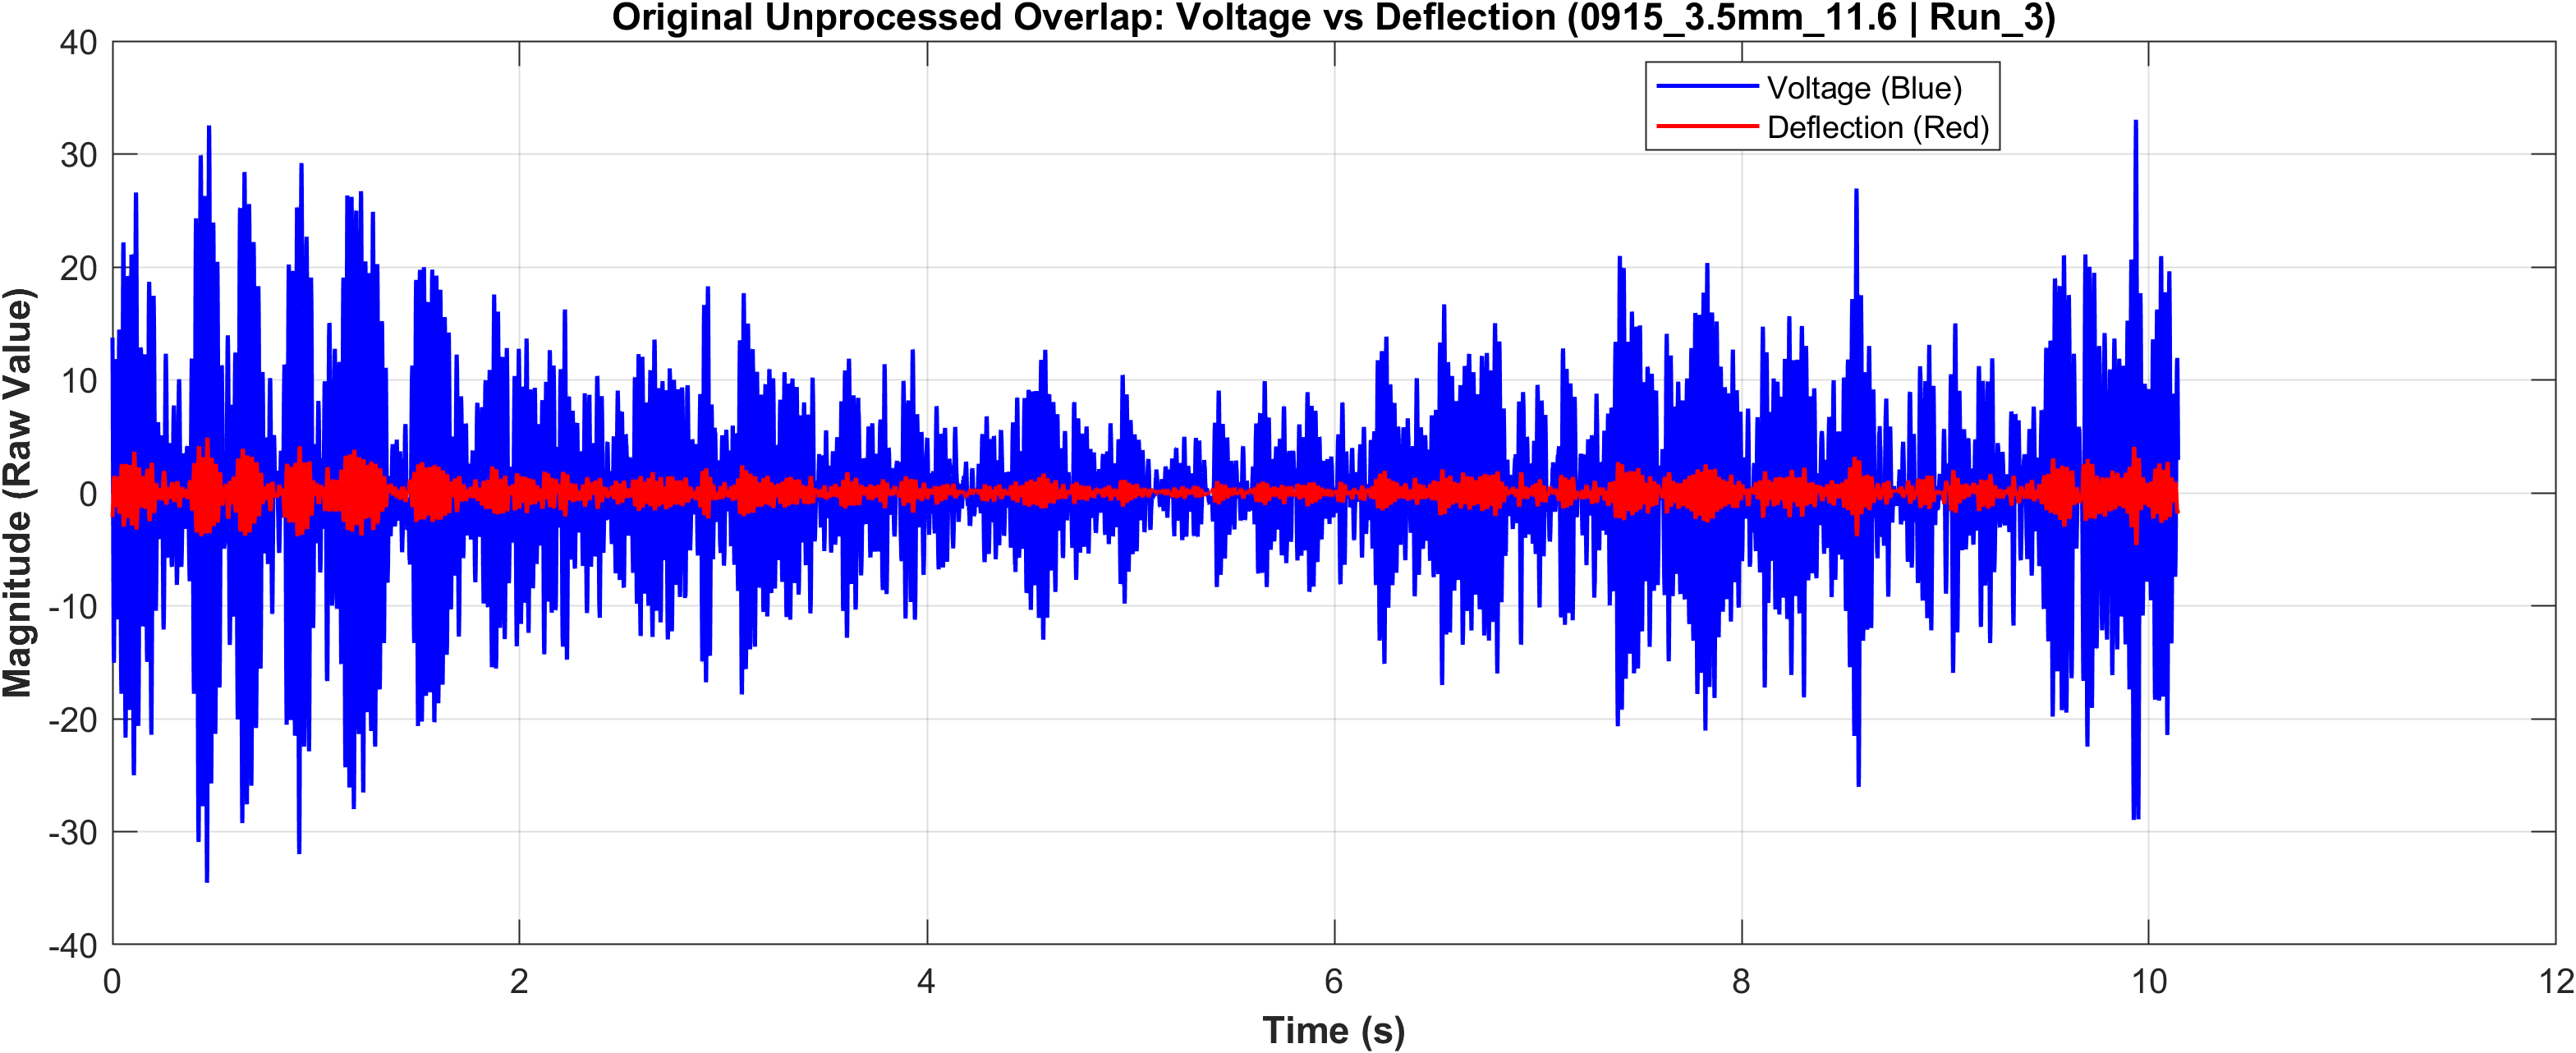 Original Unprocessed Overlap: Voltage vs Deflection (0915_3.5mm_11.6 | Run_3)
40
30
20
10
0
-10
-20
-30
-40
Magnitude (Raw Value)
Voltage (Blue)
Deflection (Red)
0 2 4 6 8 10 12
Time (s)